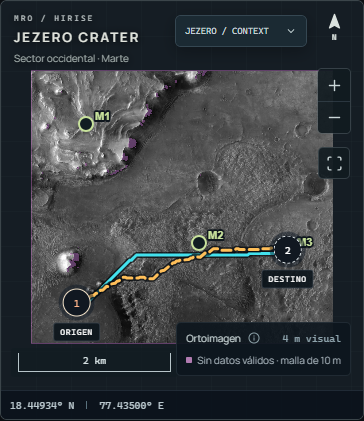 MRO / HIRISE
JEZERO CRATER
Sector occidental · Marte
JEZERO / CONTEXT
N
+
−
M1
M2
M3
2
DESTINO
1
ORIGEN
2 km
Ortoimagen 4 m visual
Sin datos válidos · malla de 10 m
18.44934° N | 77.43500° E